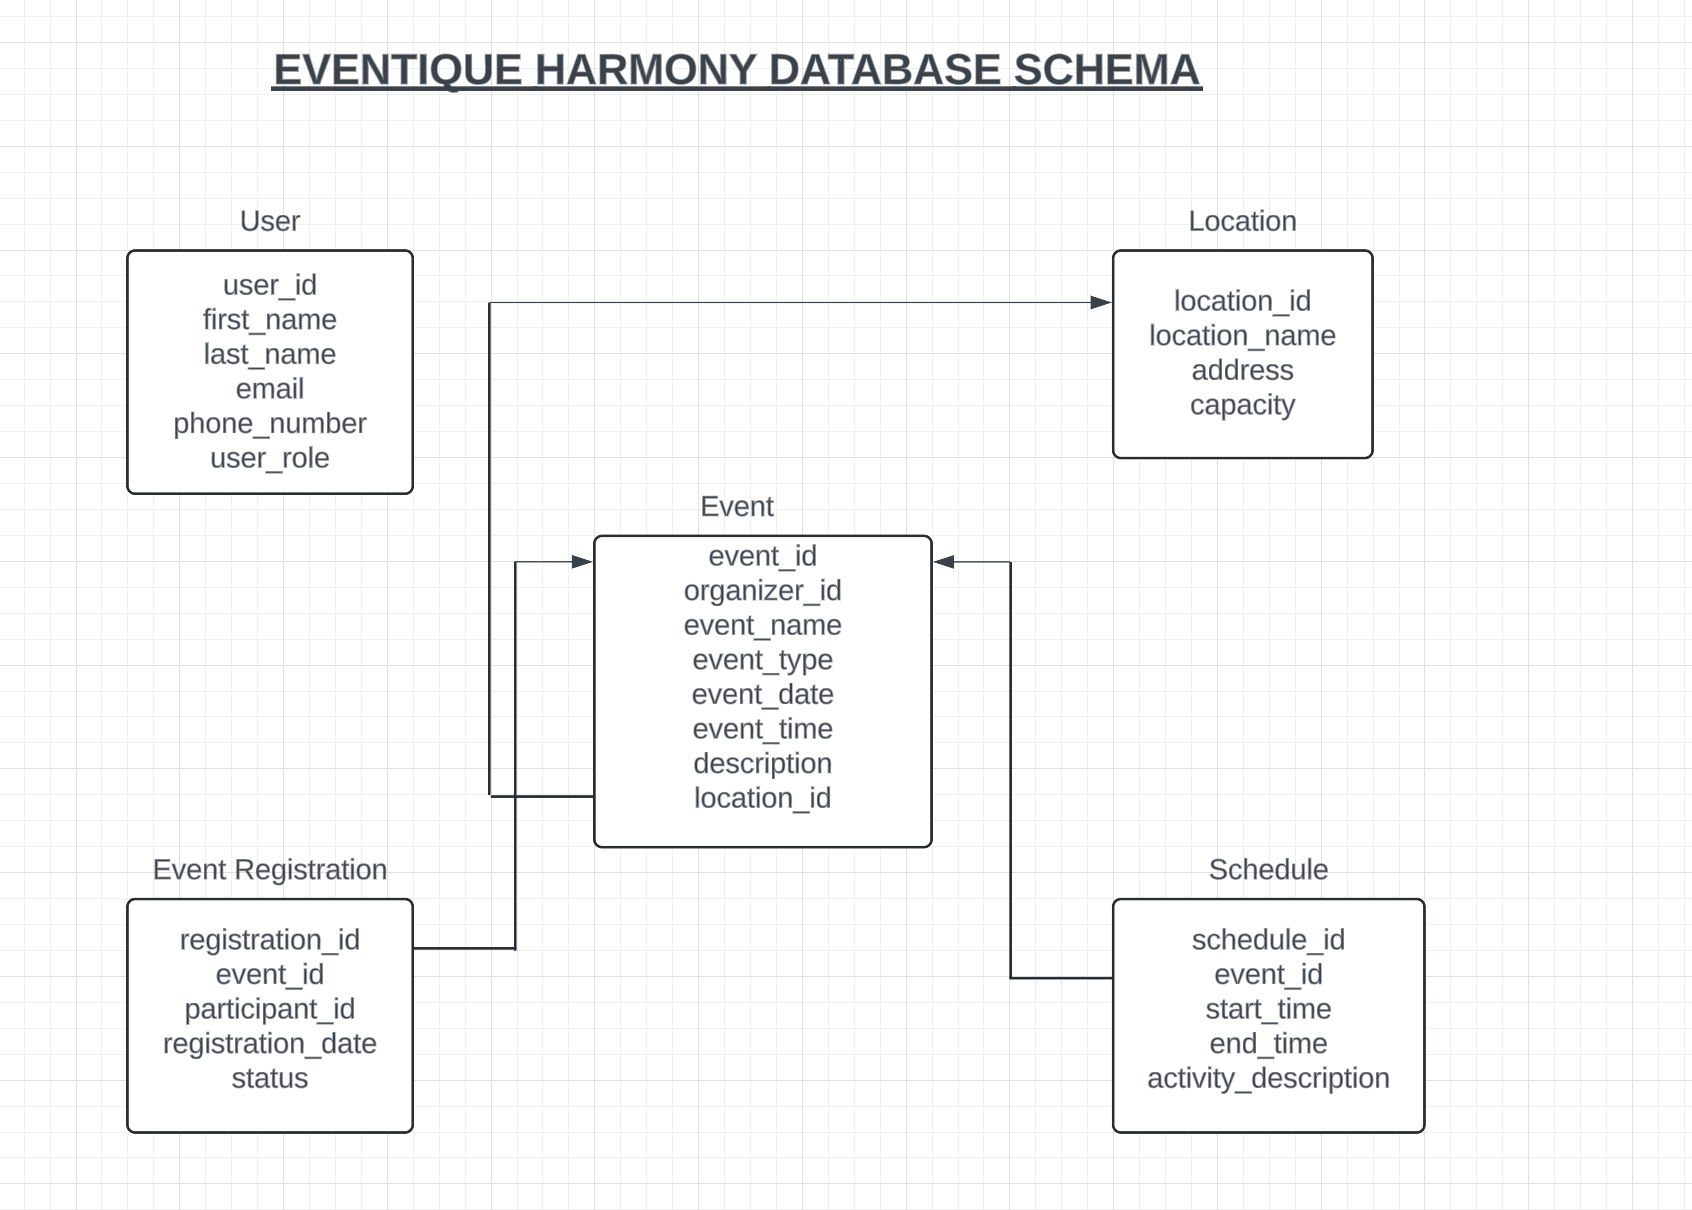 EVENTIQUE HARMONY DATABASE SCHEMA
User
user_id
first_name
last_name
email
phone_number
user_role
Location
location_id
location_name
address
capacity
Event
event_id
organizer_id
event_name
event_type
event_date
event_time
description
location_id
Event Registration
registration_id
event_id
participant_id
registration_date
status
Schedule
schedule_id
event_id
start_time
end_time
activity_description